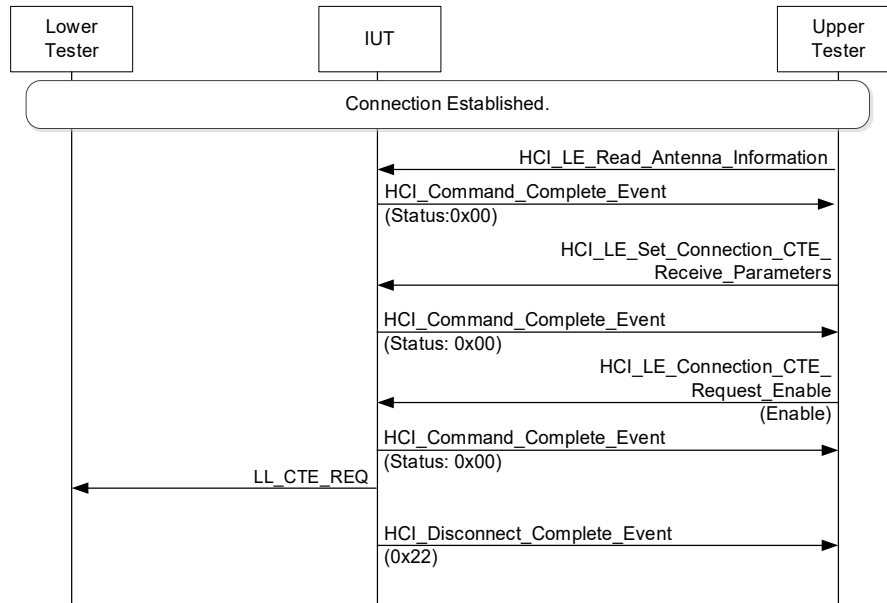 Lower
Tester
IUT
Upper
Tester
Connection Established.
HCI_LE_Read_Antenna_Information
HCI_Command_Complete_Event
(Status:0x00)
HCI_LE_Set_Connection_CTE_
Receive_Parameters
HCI_Command_Complete_Event
(Status: 0x00)
HCI_LE_Connection_CTE_
Request_Enable
(Enable)
HCI_Command_Complete_Event
(Status: 0x00)
LL_CTE_REQ
HCI_Disconnect_Complete_Event
(0x22)